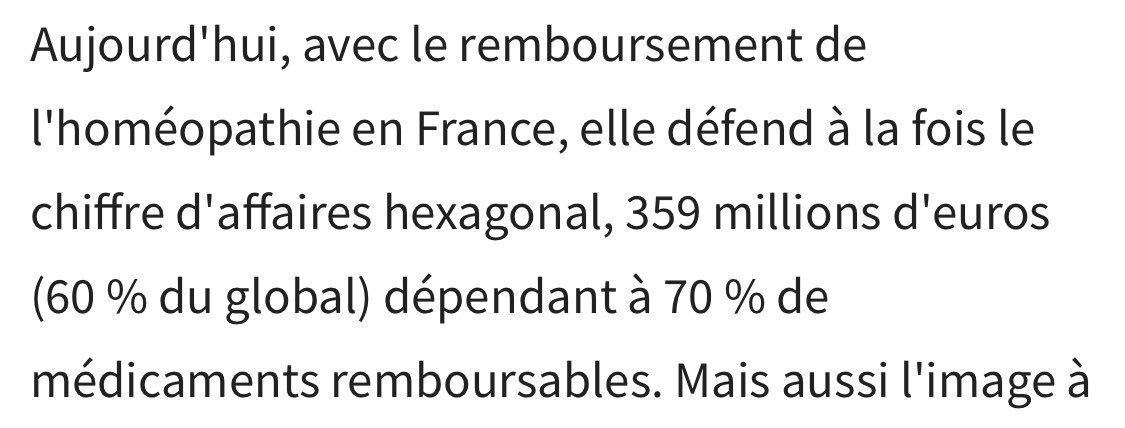 Aujourd'hui, avec le remboursement de
l'homéopathie en France, elle défend à la fois le
chiffre d'affaires hexagonal, 359 millions d'euros
(60 % du global) dépendant à 70 % de
médicaments remboursables. Mais aussi l'image à